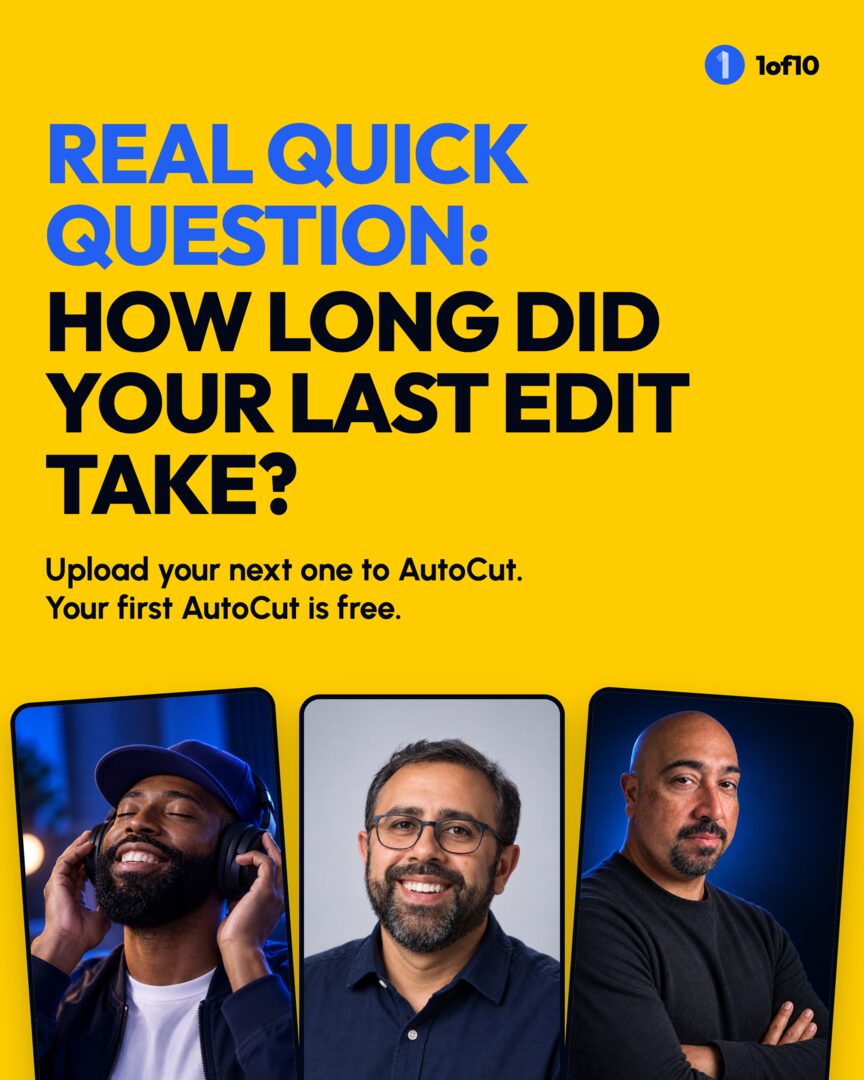 1of10
REAL QUICK
QUESTION:
HOW LONG DID
YOUR LAST EDIT
TAKE?
Upload your next one to AutoCut.
Your first AutoCut is free.